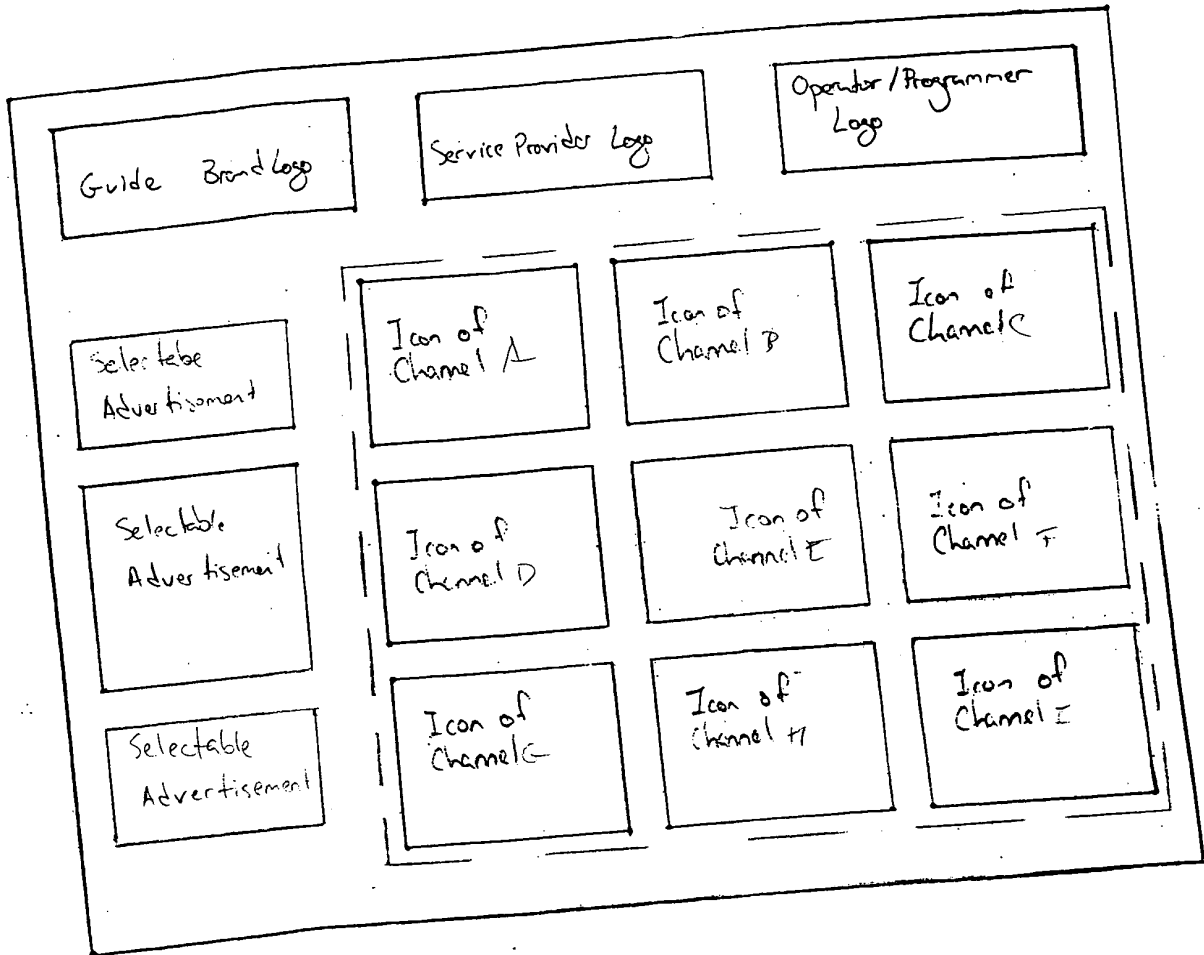 Guide Brand Logo
Service Provider Logo
Operator/Programmer
Logo
Selectabe
Advertisement
Selectable
Advertisement
Selectable
Advertisement
Icon of
Channel A
Icon of
Channel B
Icon of
Channel C
Icon of
Channel D
Icon of
Channel E
Icon of
Channel F
Icon of
Channel G
Icon of
Channel H
Icon of
Channel I